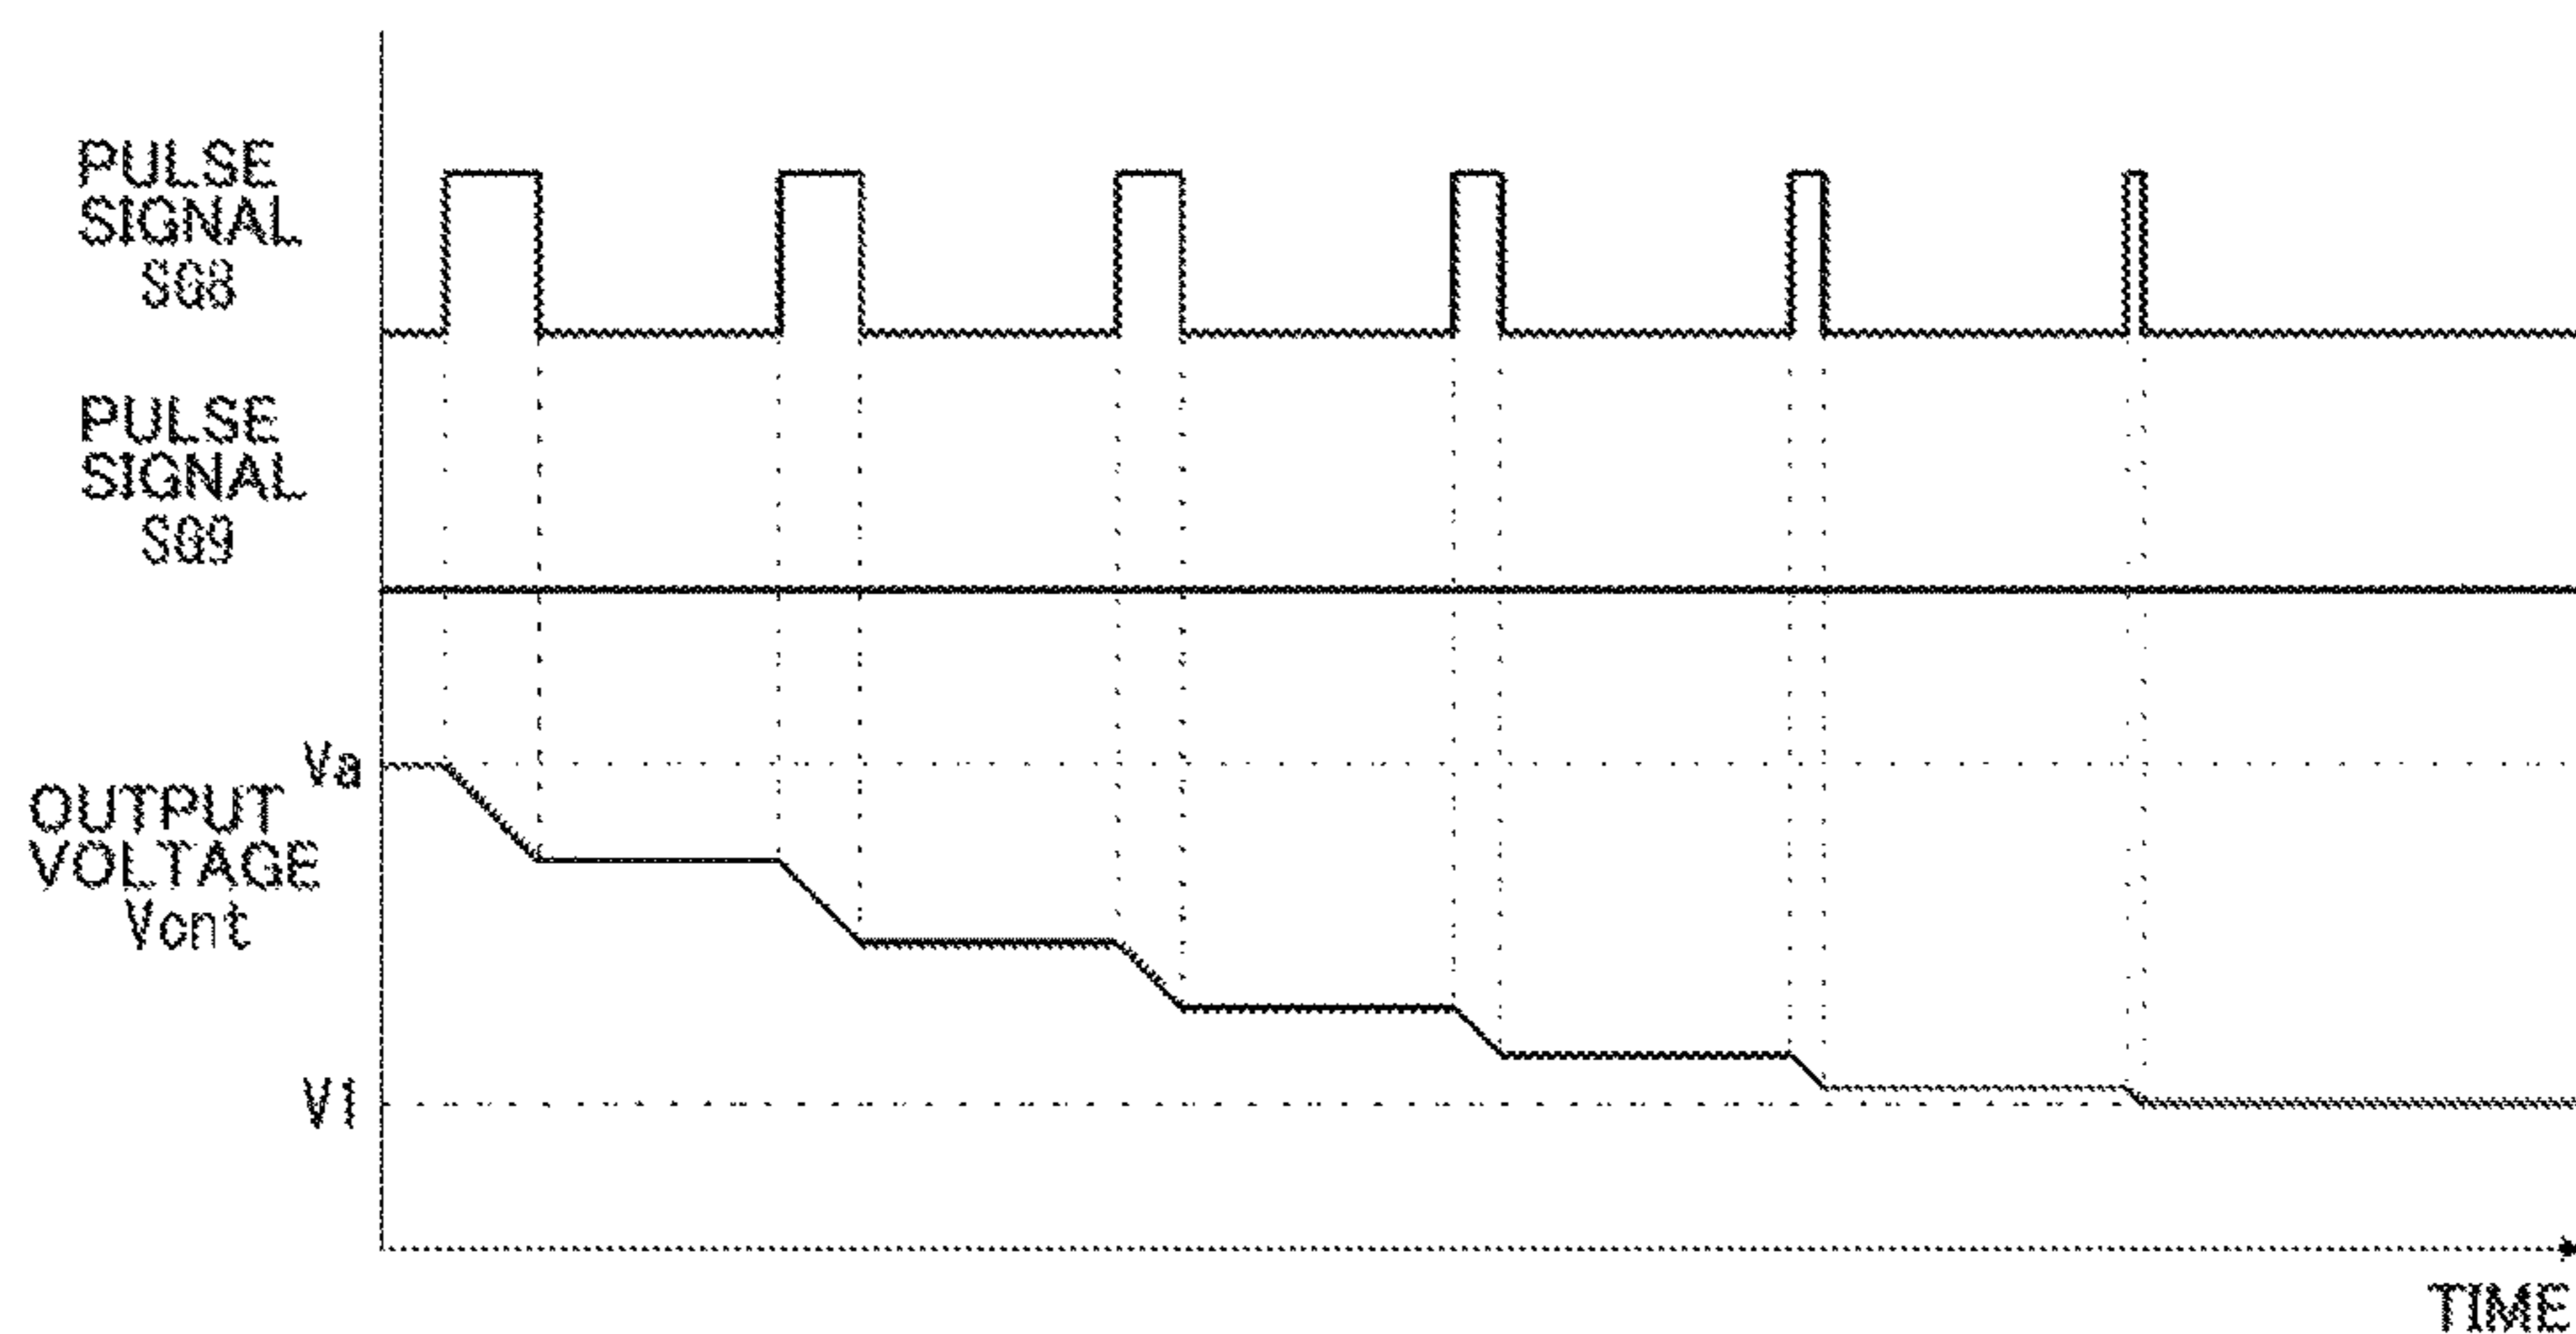 PULSE
SIGNAL
SG8
PULSE
SIGNAL
SG9
Va
OUTPUT
VOLTAGE
Vcnt
V1
TIME